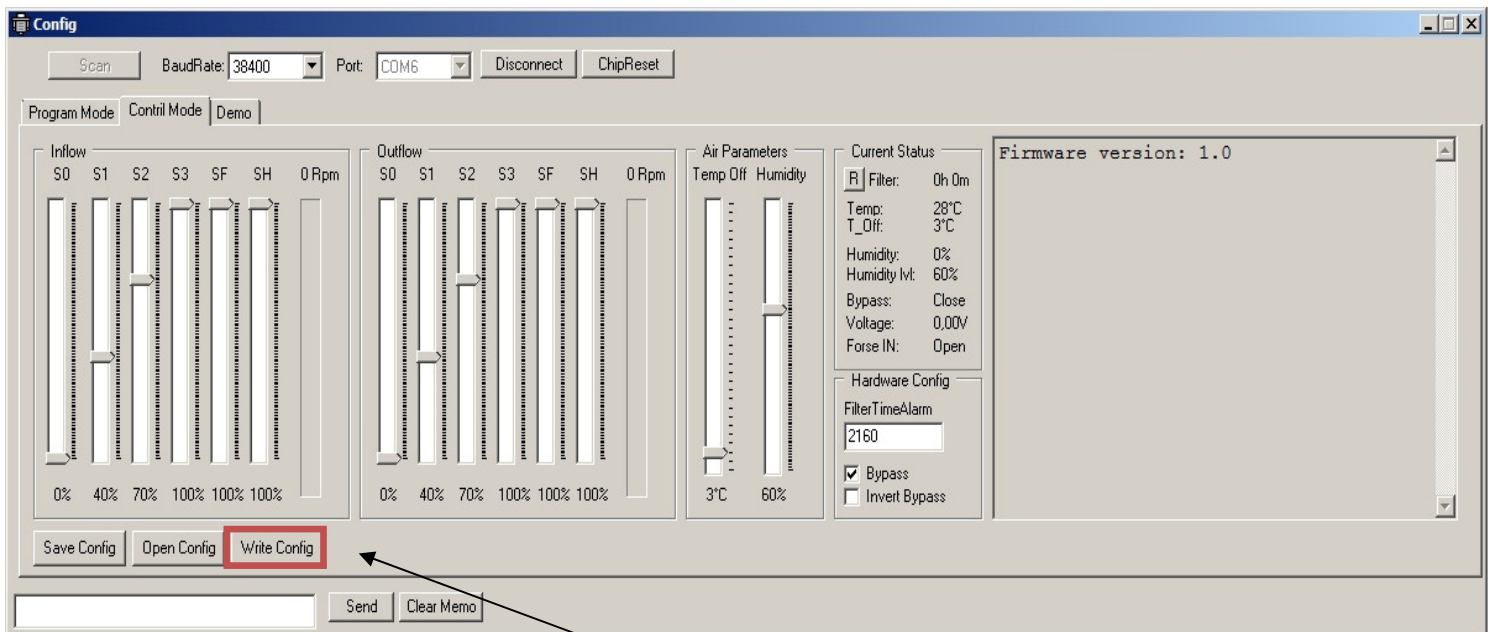 Config
Scan BaudRate: 38400 Port: COM6 Disconnect ChipReset
Program Mode Contril Mode Demo
Inflow
S0 S1 S2 S3 SF SH 0 Rpm
0% 40% 70% 100% 100% 100%
Outflow
S0 S1 S2 S3 SF SH 0 Rpm
0% 40% 70% 100% 100% 100%
Air Parameters
Temp Off Humidity
3°C 60%
Current Status
R Filter: 0h 0m
Temp: 28°C
T_Off: 3°C
Humidity: 0%
Humidity lvl: 60%
Bypass: Close
Voltage: 0,00V
Forse IN: Open
Hardware Config
FilterTimeAlarm
2160
Bypass
Invert Bypass
Firmware version: 1.0
Save Config Open Config Write Config
Send Clear Memo